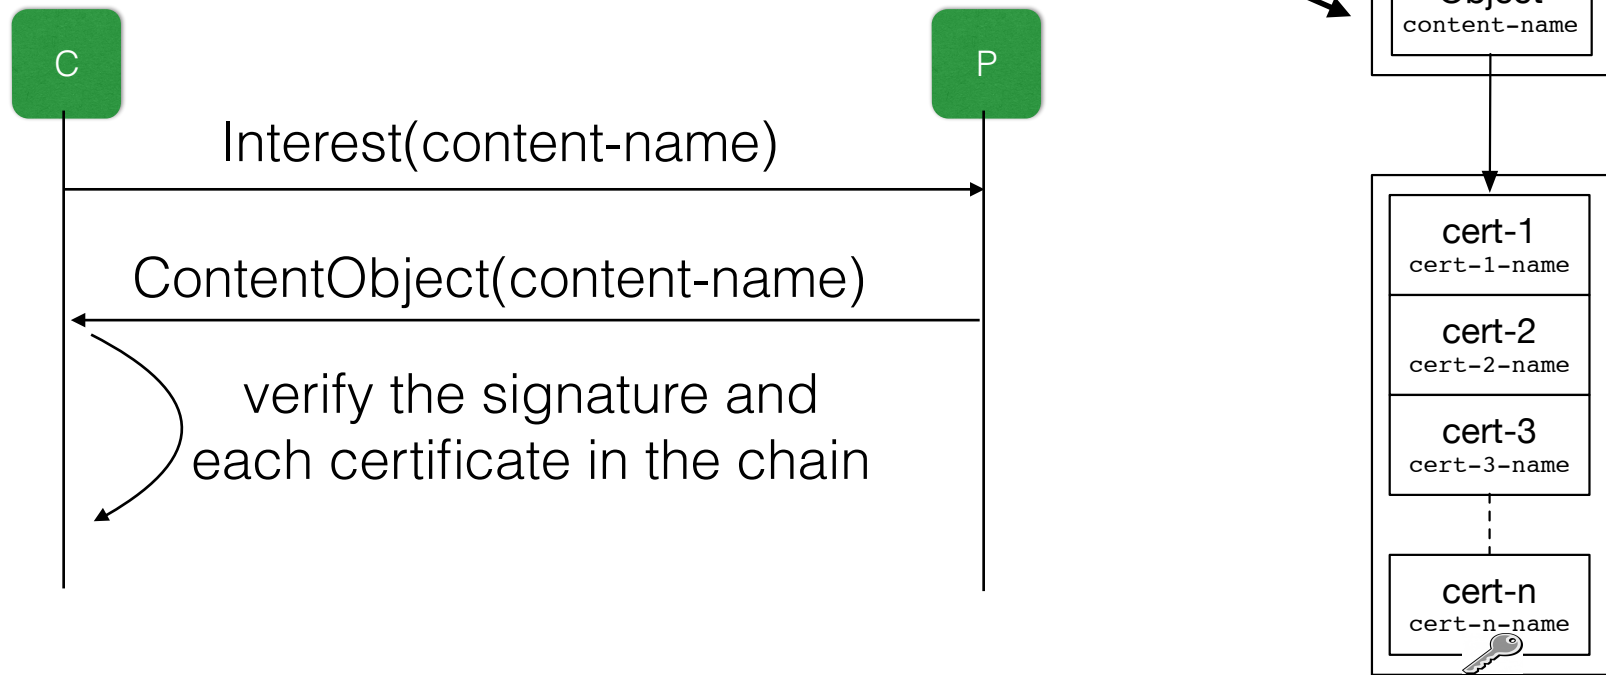 C
P
Interest(content-name)
ContentObject(content-name)
verify the signature and
each certificate in the chain
Object
content-name
cert-1
cert-1-name
cert-2
cert-2-name
cert-3
cert-3-name
cert-n
cert-n-name